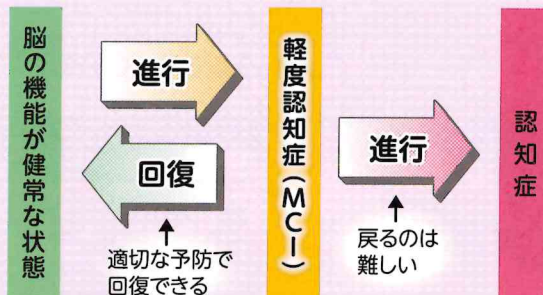 脳の機能が健常な状態
進行
回復
適切な予防で
回復できる
軽度認知症(MCI)
進行
戻るのは
難しい
認知症